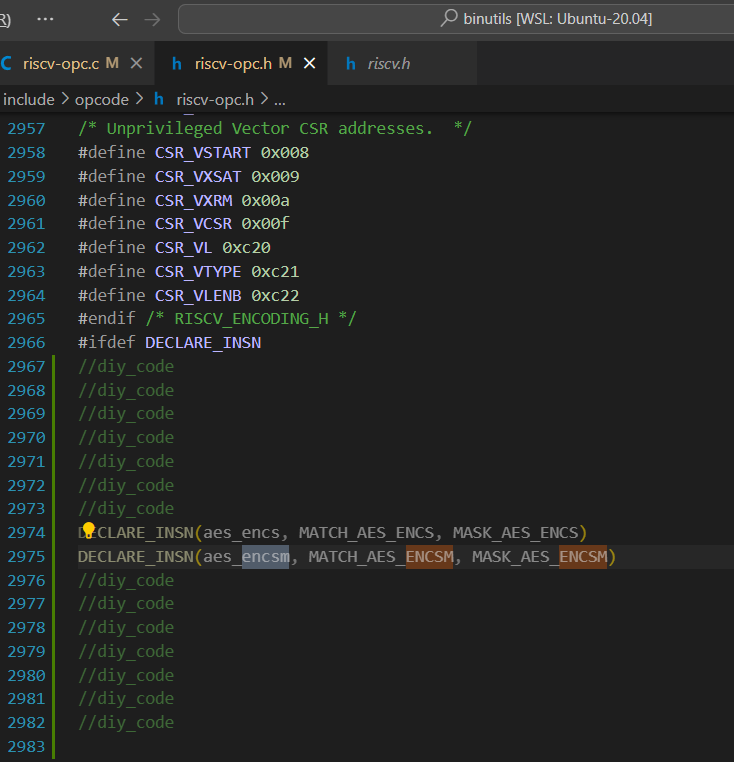 R) ··· ← → binutils [WSL: Ubuntu-20.04]
C riscv-opc.c M × h riscv-opc.h M × h riscv.h
include > opcode > h riscv-opc.h > ...
2957 /* Unprivileged Vector CSR addresses.  */
2958 #define CSR_VSTART 0x008
2959 #define CSR_VXSAT 0x009
2960 #define CSR_VXRM 0x00a
2961 #define CSR_VCSR 0x00f
2962 #define CSR_VL 0xc20
2963 #define CSR_VTYPE 0xc21
2964 #define CSR_VLENB 0xc22
2965 #endif /* RISCV_ENCODING_H */
2966 #ifdef DECLARE_INSN
2967 //diy_code
2968 //diy_code
2969 //diy_code
2970 //diy_code
2971 //diy_code
2972 //diy_code
2973 //diy_code
2974 DECLARE_INSN(aes_encs, MATCH_AES_ENCS, MASK_AES_ENCS)
2975 DECLARE_INSN(aes_encsm, MATCH_AES_ENCSM, MASK_AES_ENCSM)
2976 //diy_code
2977 //diy_code
2978 //diy_code
2979 //diy_code
2980 //diy_code
2981 //diy_code
2982 //diy_code
2983